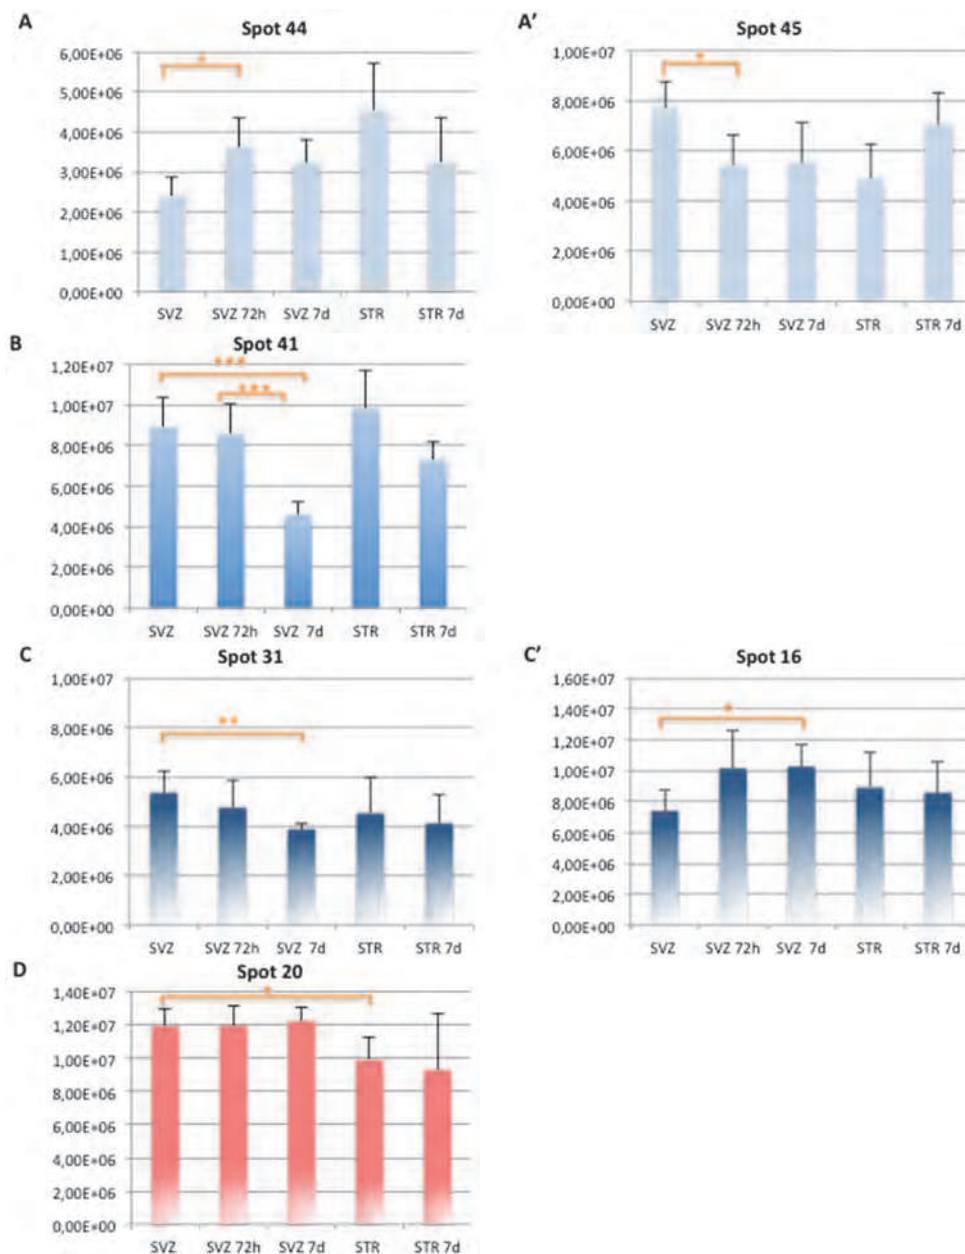 A
Spot 44
6,00E+06
5,00E+06
4,00E+06
3,00E+06
2,00E+06
1,00E+06
0,00E+00
*
SVZ SVZ 72h SVZ 7d STR STR 7d
A'
Spot 45
1,00E+07
8,00E+06
6,00E+06
4,00E+06
2,00E+06
0,00E+00
*
SVZ SVZ 72h SVZ 7d STR STR 7d
B
Spot 41
1,20E+07
1,00E+07
8,00E+06
6,00E+06
4,00E+06
2,00E+06
0,00E+00
***
***
SVZ SVZ 72h SVZ 7d STR STR 7d
C
Spot 31
1,00E+07
8,00E+06
6,00E+06
4,00E+06
2,00E+06
0,00E+00
**
SVZ SVZ 72h SVZ 7d STR STR 7d
C'
Spot 16
1,60E+07
1,40E+07
1,20E+07
1,00E+07
8,00E+06
6,00E+06
4,00E+06
2,00E+06
0,00E+00
*
SVZ SVZ 72h SVZ 7d STR STR 7d
D
Spot 20
1,40E+07
1,20E+07
1,00E+07
8,00E+06
6,00E+06
4,00E+06
2,00E+06
0,00E+00
*
SVZ SVZ 72h SVZ 7d STR STR 7d